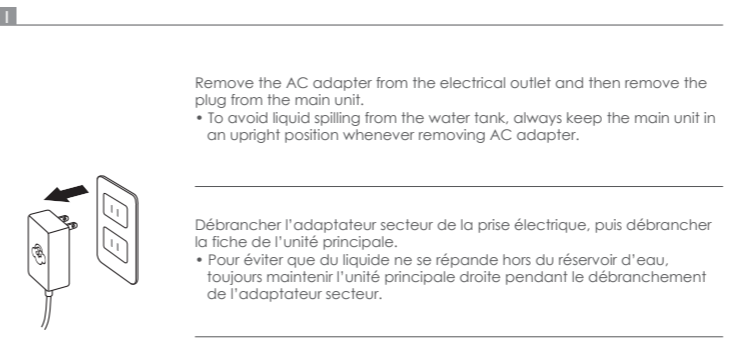 1
Remove the AC adapter from the electrical outlet and then remove the
plug from the main unit.
• To avoid liquid spilling from the water tank, always keep the main unit in
an upright position whenever removing AC adapter.
Débrancher l’adaptateur secteur de la prise électrique, puis débrancher
la fiche de l’unité principale.
• Pour éviter que du liquide ne se répande hors du réservoir d’eau,
toujours maintenir l’unité principale droite pendant le débranchement
de l’adaptateur secteur.